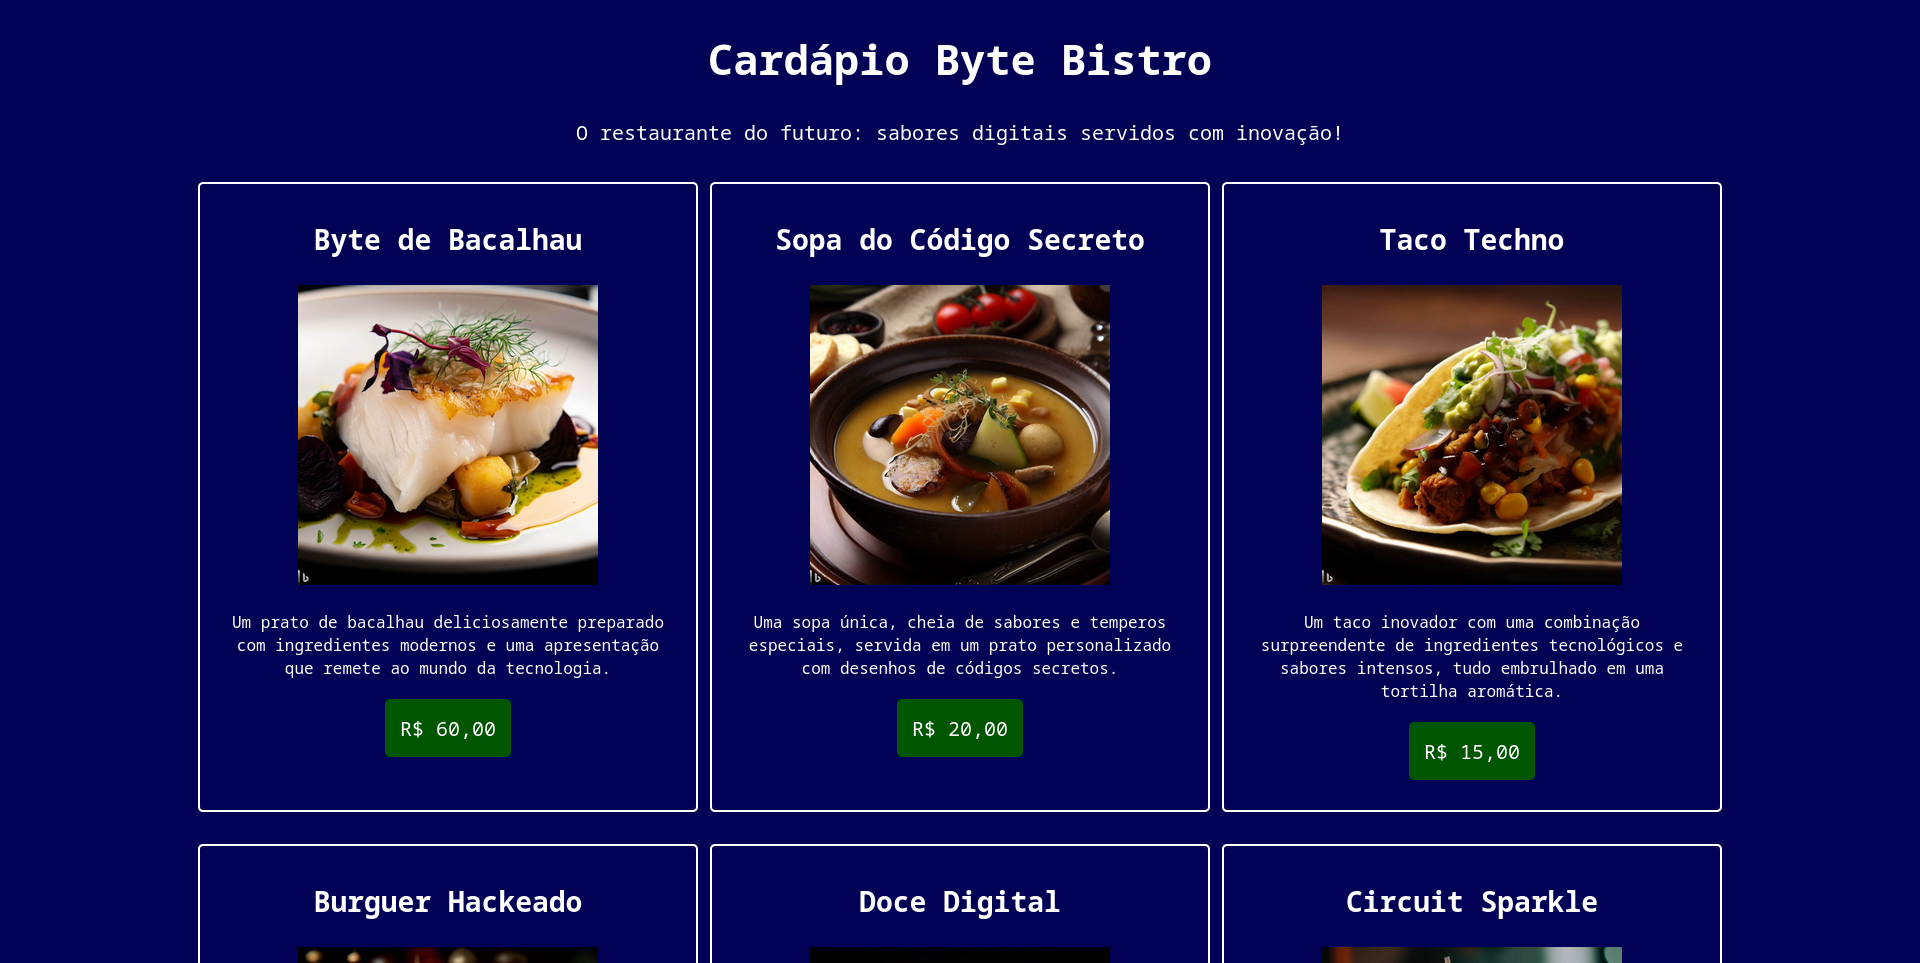 Cardápio Byte Bistro
O restaurante do futuro: sabores digitais servidos com inovação!
Byte de Bacalhau
Um prato de bacalhau deliciosamente preparado
com ingredientes modernos e uma apresentação
que remete ao mundo da tecnologia.
R$ 60,00
Sopa do Código Secreto
Uma sopa única, cheia de sabores e temperos
especiais, servida em um prato personalizado
com desenhos de códigos secretos.
R$ 20,00
Taco Techno
Um taco inovador com uma combinação
surpreendente de ingredientes tecnológicos e
sabores intensos, tudo embrulhado em uma
tortilha aromática.
R$ 15,00
Burguer Hackeado
Doce Digital
Circuit Sparkle